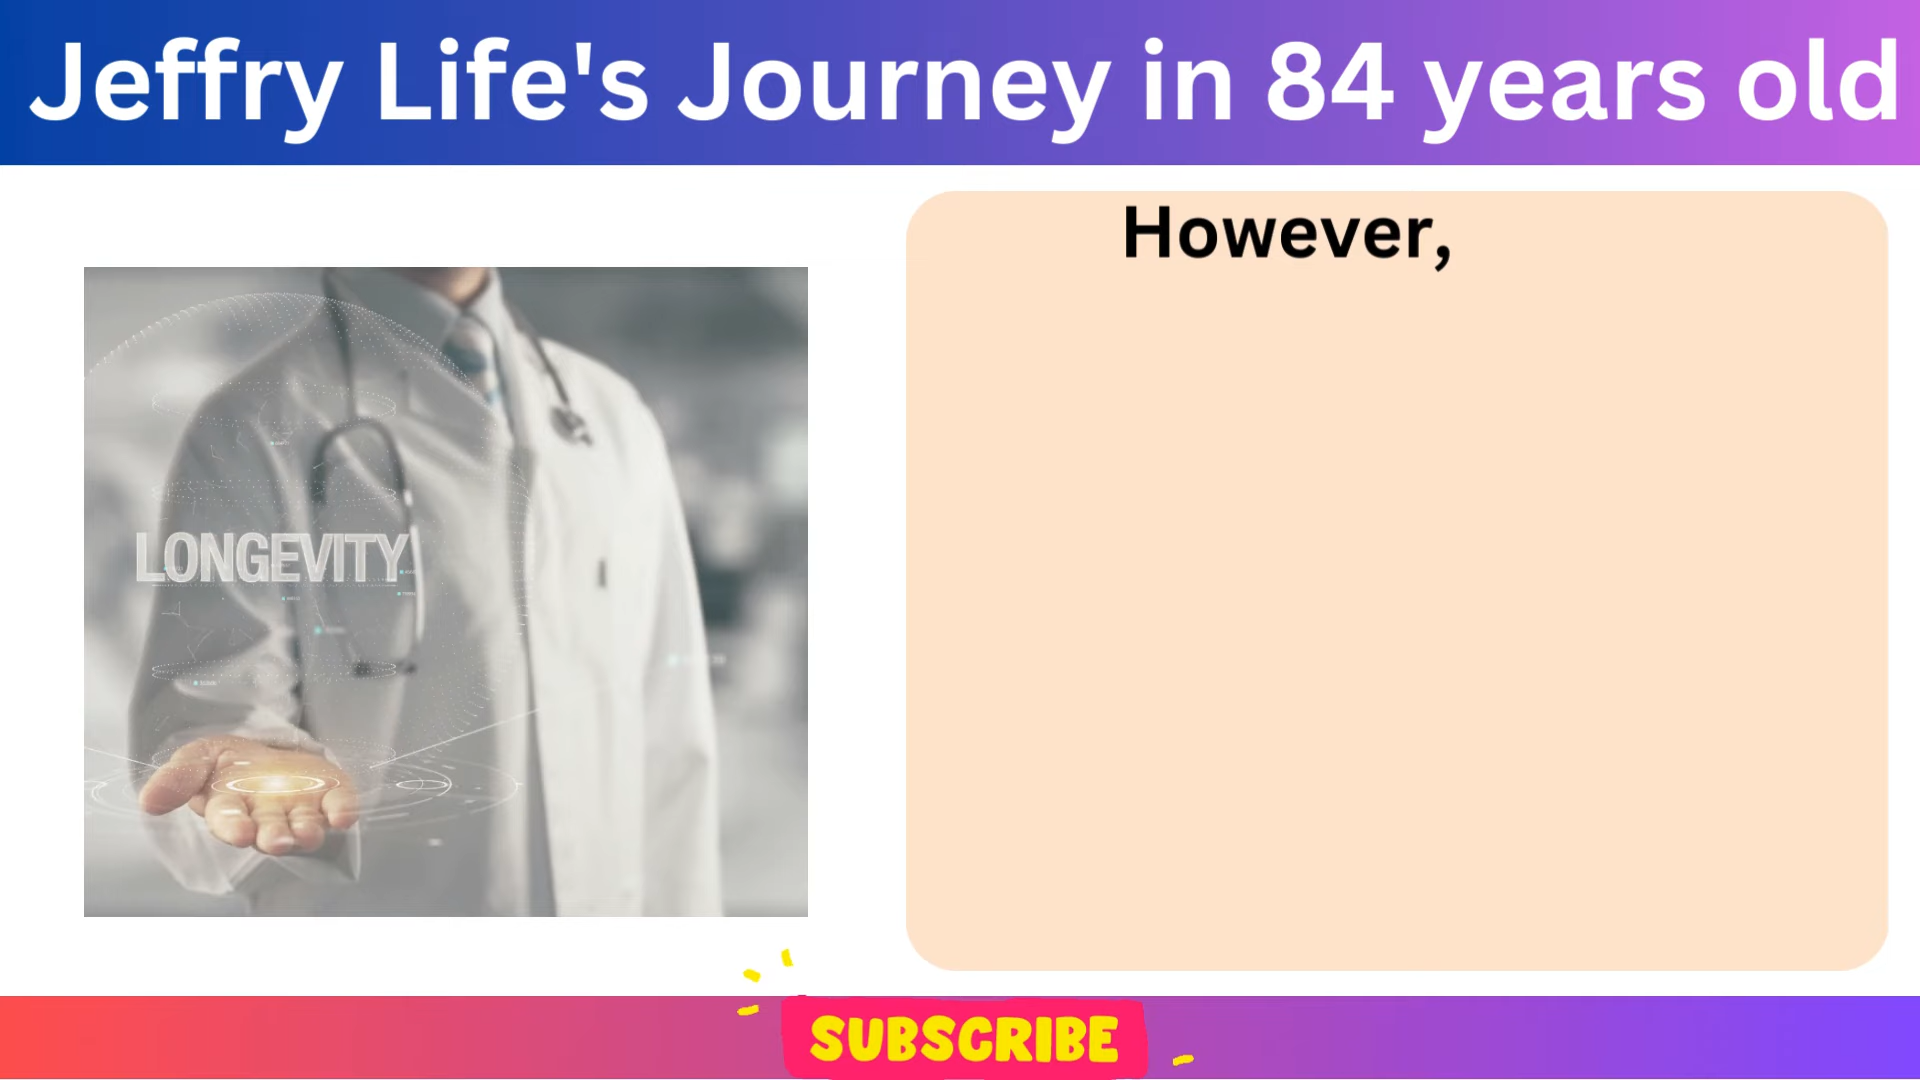 Jeffry Life's Journey in 84 years old
However,
LONGEVITY
SUBSCRIBE